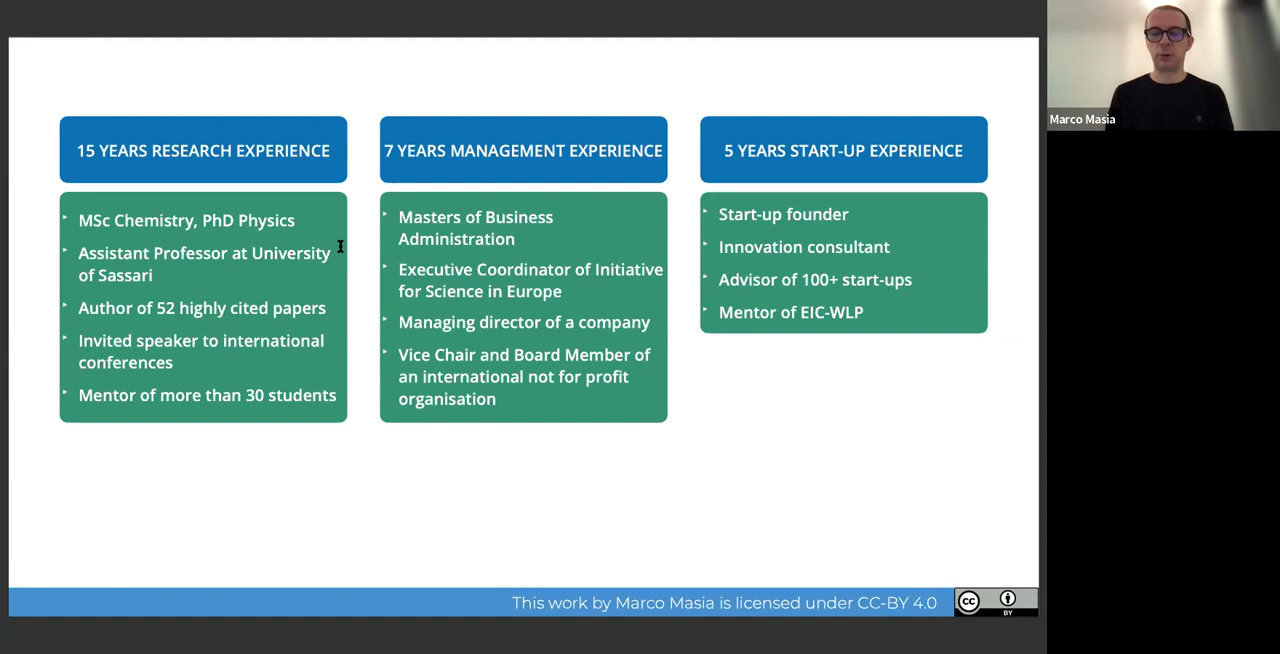 15 YEARS RESEARCH EXPERIENCE
MSc Chemistry, PhD Physics
Assistant Professor at University
of Sassari
Author of 52 highly cited papers
Invited speaker to international
conferences
Mentor of more than 30 students
7 YEARS MANAGEMENT EXPERIENCE
Masters of Business
Administration
Executive Coordinator of Initiative
for Science in Europe
Managing director of a company
Vice Chair and Board Member of
an international not for profit
organisation
5 YEARS START-UP EXPERIENCE
Start-up founder
Innovation consultant
Advisor of 100+ start-ups
Mentor of EIC-WLP
This work by Marco Masia is licensed under CC-BY 4.0
cc
BY
Marco Masia